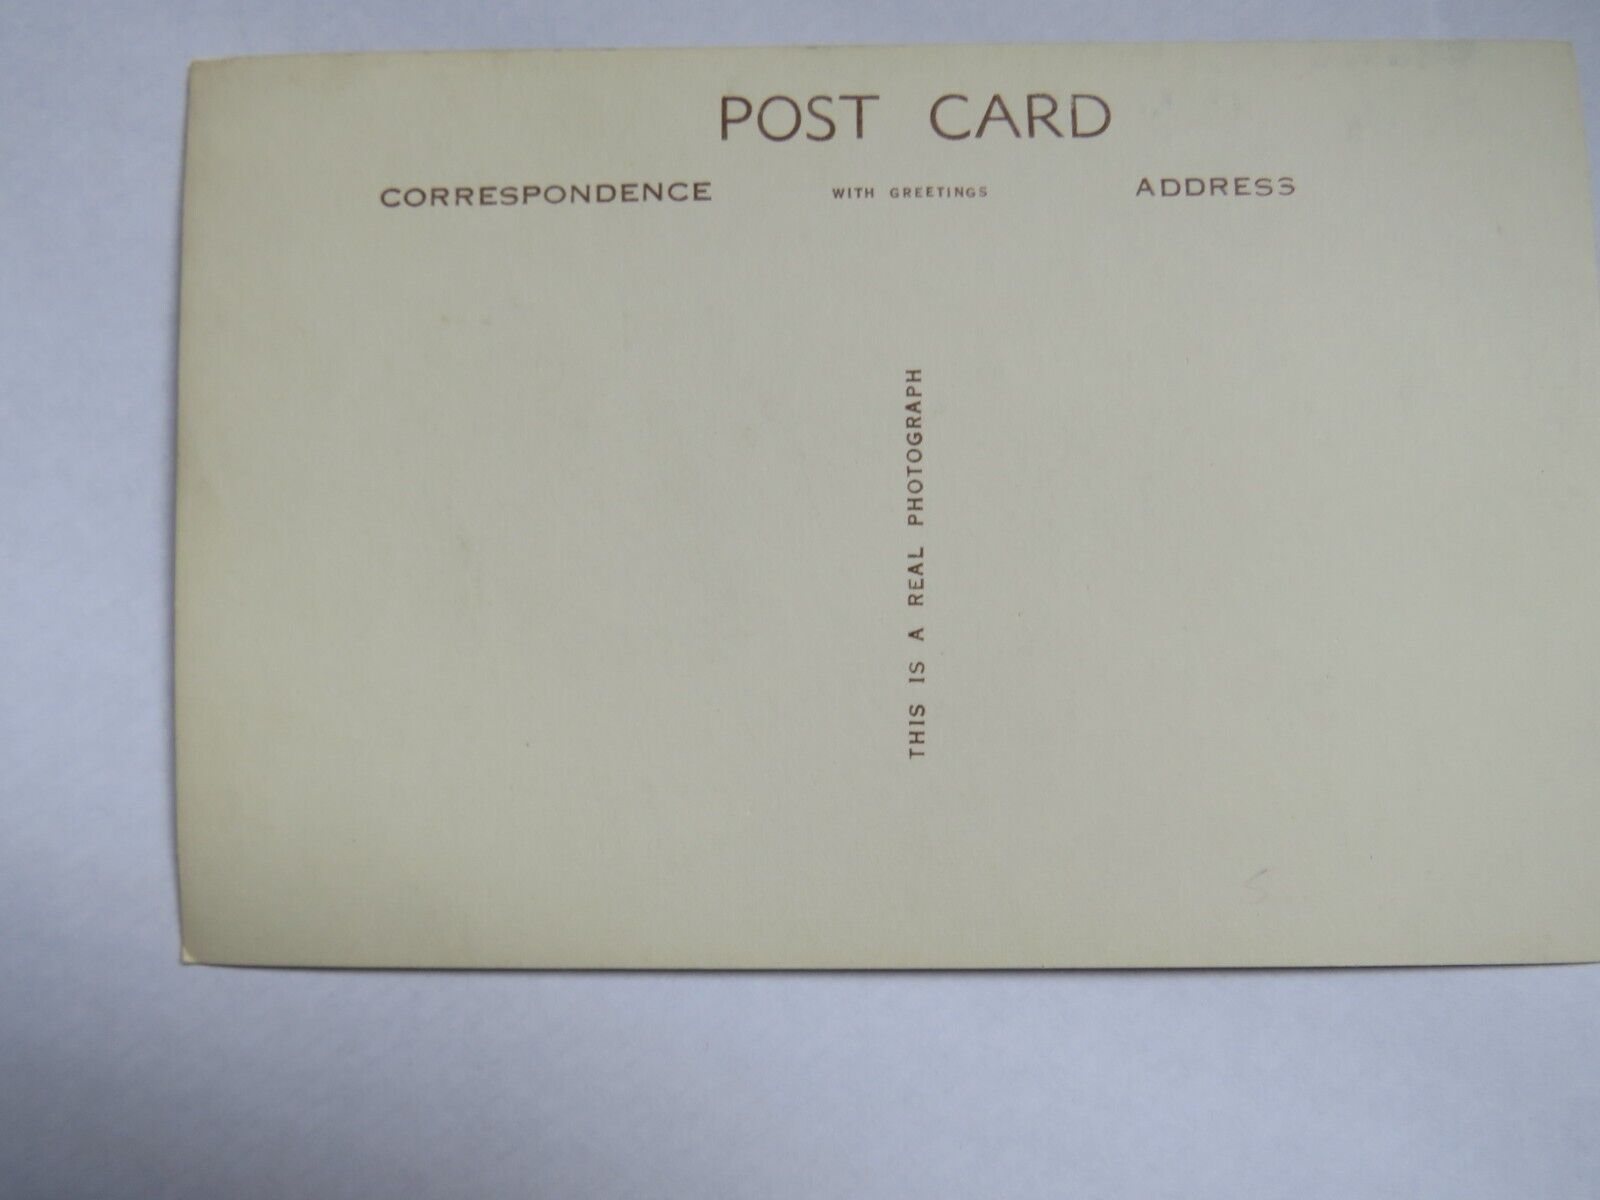 POST CARD
CORRESPONDENCE WITH GREETINGS ADDRESS
THIS IS A REAL PHOTOGRAPH